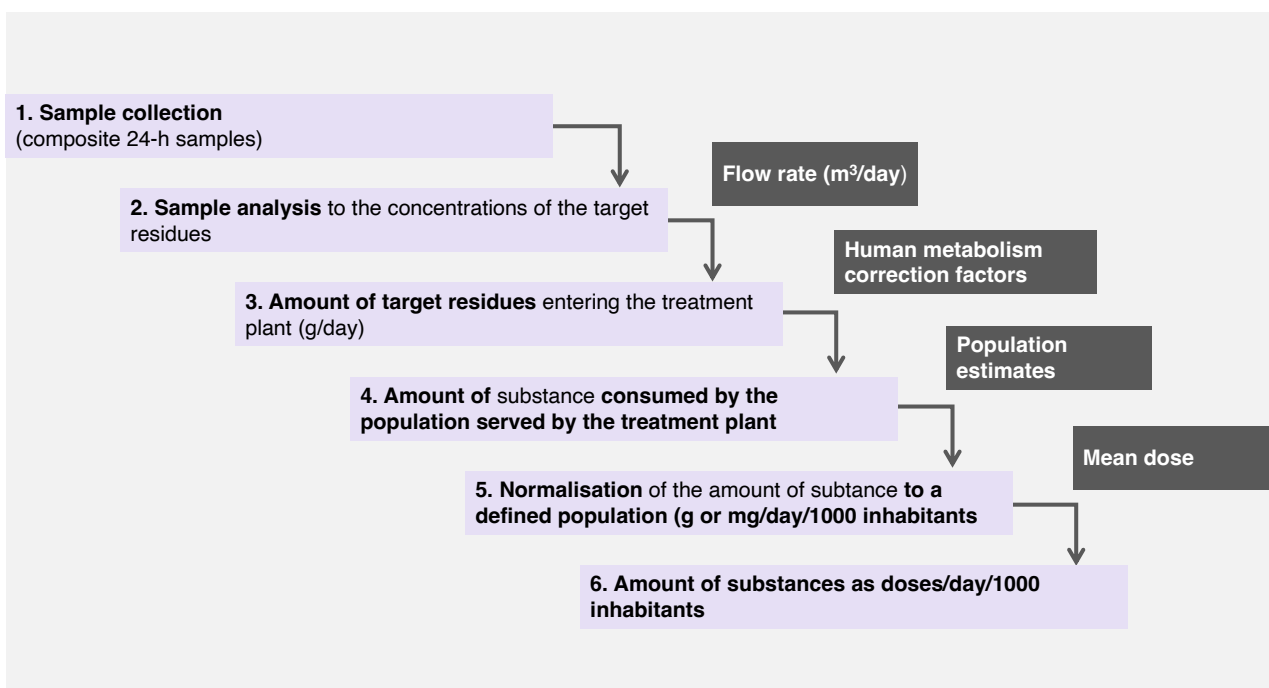 1. Sample collection
(composite 24-h samples)
Flow rate (m³/day)
2. Sample analysis to the concentrations of the target
residues
Human metabolism
correction factors
3. Amount of target residues entering the treatment
plant (g/day)
Population
estimates
4. Amount of substance consumed by the
population served by the treatment plant
Mean dose
5. Normalisation of the amount of subtance to a
defined population (g or mg/day/1000 inhabitants
6. Amount of substances as doses/day/1000
inhabitants